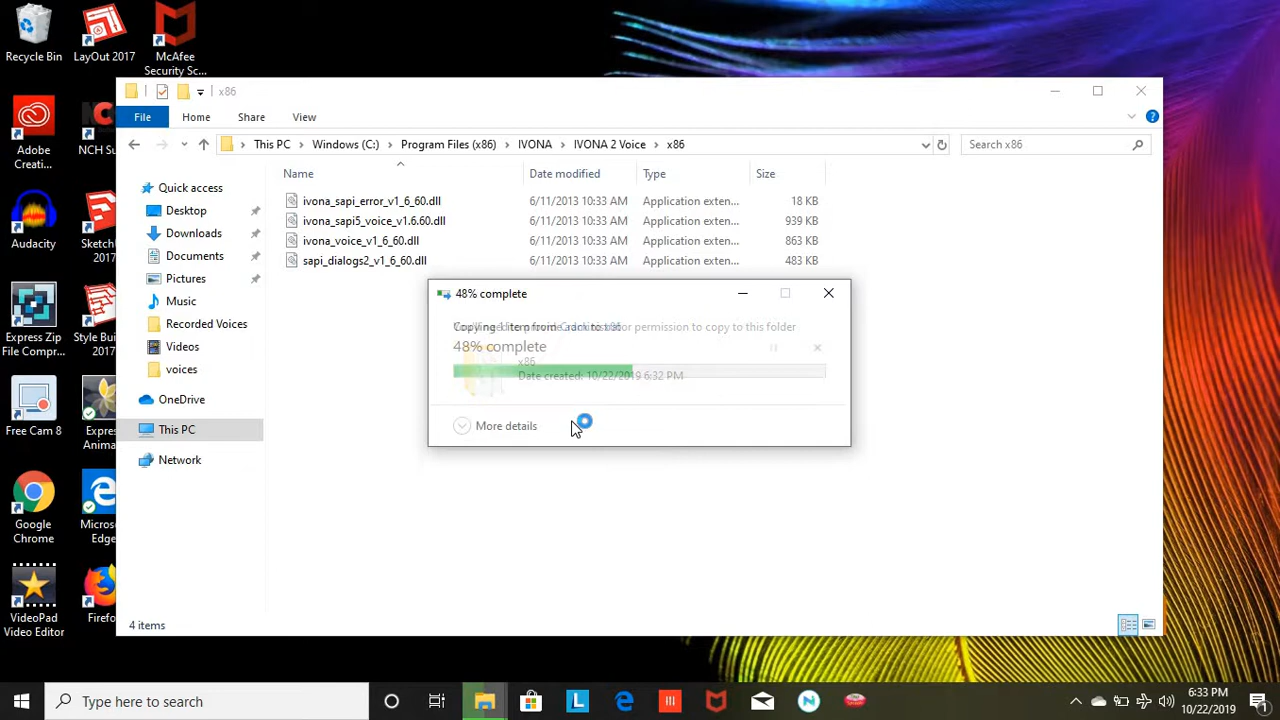 Recycle Bin
LayOut 2017
McAfee
Security Sc...
Adobe
Creati...
NCH Su
Audacity
Sketch
2017
Express Zip
File Compr...
Style Bui
2017
Free Cam 8
Expres
Anima
Google
Chrome
Micros
Edge
VideoPad
Video Editor
Firefo
x86
File
Home
Share
View
This PC
Windows (C:)
Program Files (x86)
IVONA
IVONA 2 Voice
x86
Search x86
Quick access
Desktop
Downloads
Documents
Pictures
Music
Recorded Voices
Videos
voices
OneDrive
This PC
Network
Name Date modified Type Size
ivona_sapi_error_v1_6_60.dll 6/11/2013 10:33 AM Application exten... 18 KB
ivona_sapi5_voice_v1.6.60.dll 6/11/2013 10:33 AM Application exten... 939 KB
ivona_voice_v1_6_60.dll 6/11/2013 10:33 AM Application exten... 863 KB
sapi_dialogs2_v1_6_60.dll 6/11/2013 10:33 AM Application exten... 483 KB
48% complete
permission to copy to this folder
48% complete
x86
Date created: 10/22/2019 6:32 PM
More details
4 items
Type here to search
L
6:33 PM
10/22/2019
1